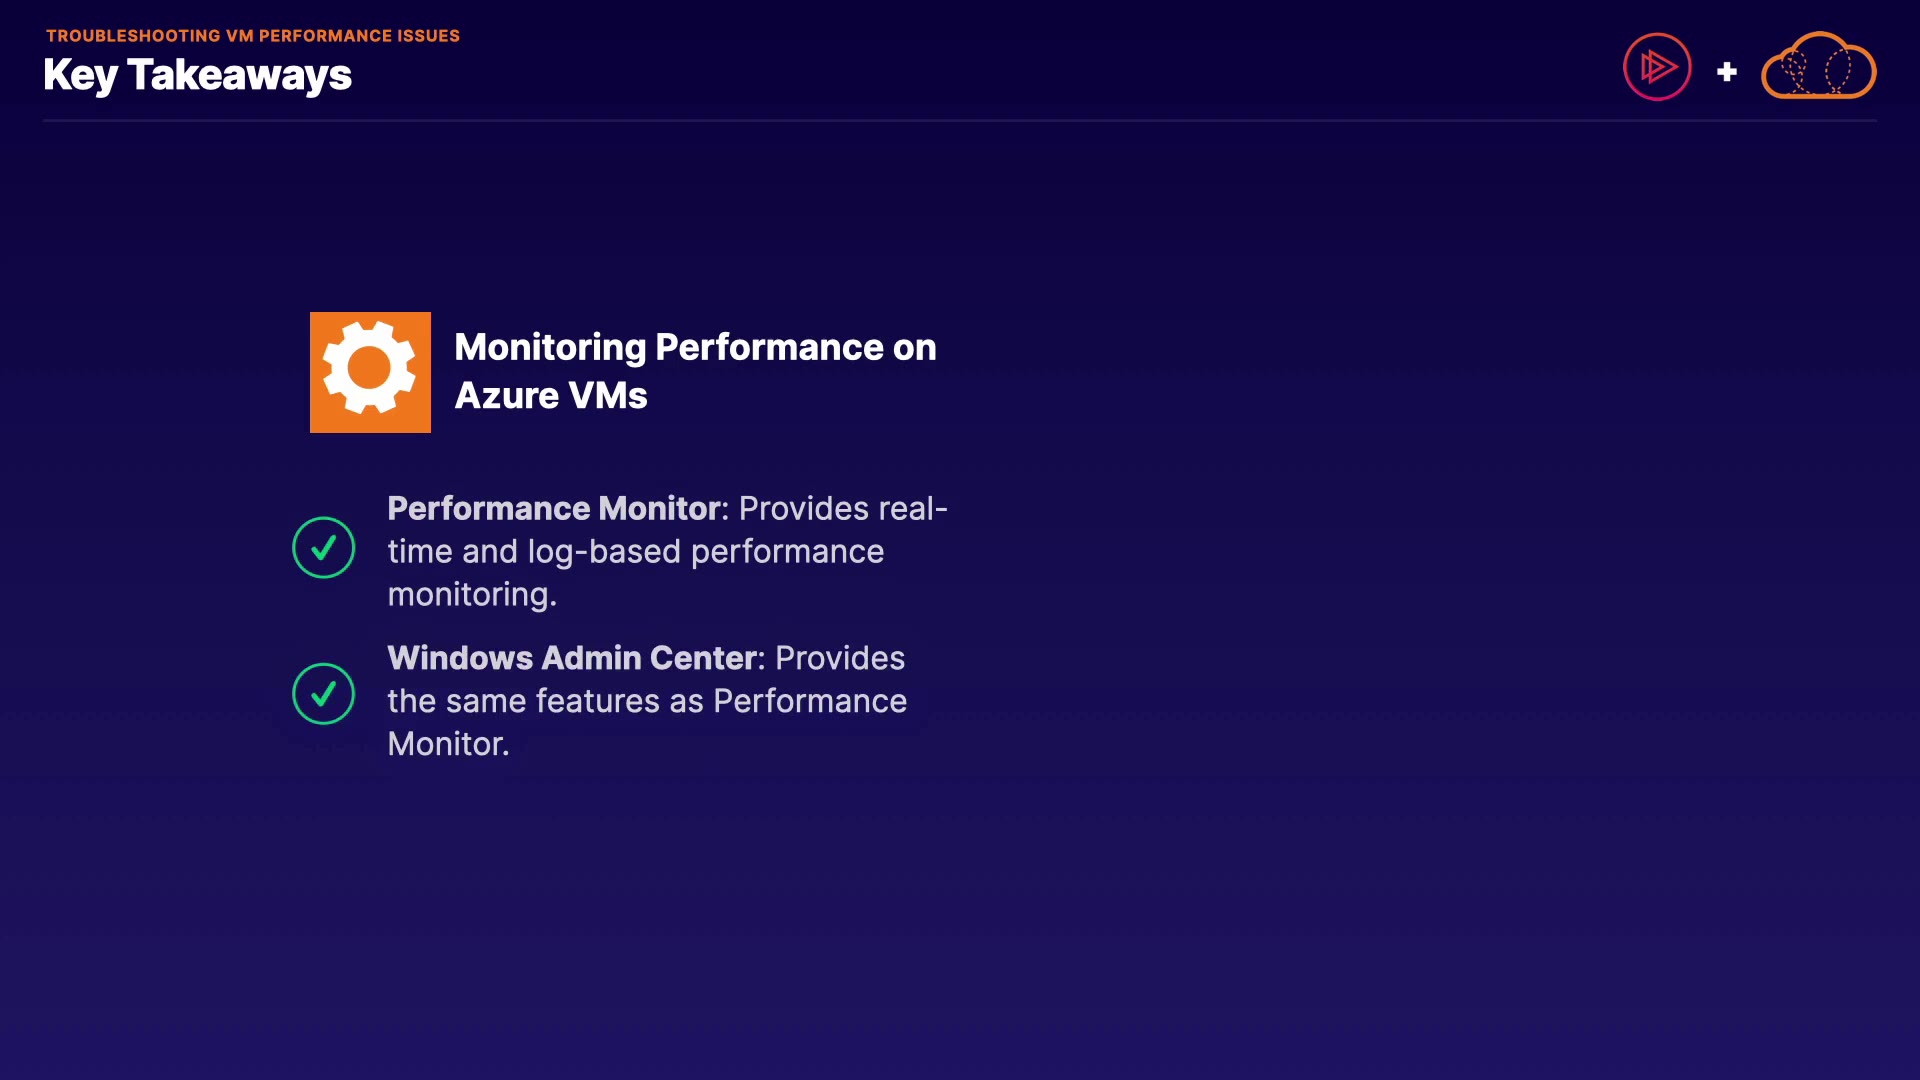 TROUBLESHOOTING VM PERFORMANCE ISSUES
Key Takeaways
+
Monitoring Performance on
Azure VMs
Performance Monitor: Provides real-
time and log-based performance
monitoring.
Windows Admin Center: Provides
the same features as Performance
Monitor.